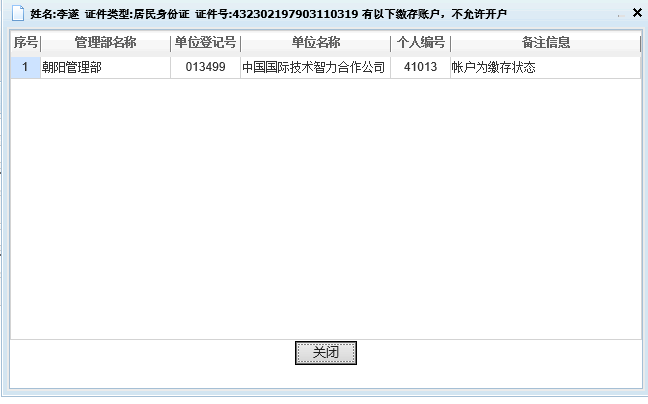 姓名:李遂 证件类型:居民身份证 证件号:432302197903110319 有以下缴存账户，不允许开户
序号 管理部名称 单位登记号 单位名称 个人编号 备注信息
1 朝阳管理部 013499 中国国际技术智力合作公司 41013 帐户为缴存状态
关闭